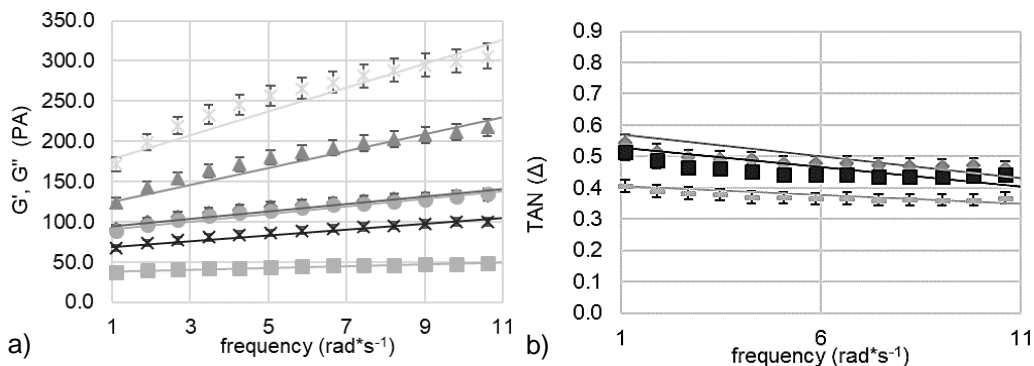 350.0
300.0
250.0
200.0
150.0
100.0
50.0
0.0
G', G" (PA)
1 3 5 7 9 11
frequency (rad*s-1)
a)
0.9
0.8
0.7
0.6
0.5
0.4
0.3
0.2
0.1
0.0
TAN (Δ)
1 6 11
frequency (rad*s-1)
b)